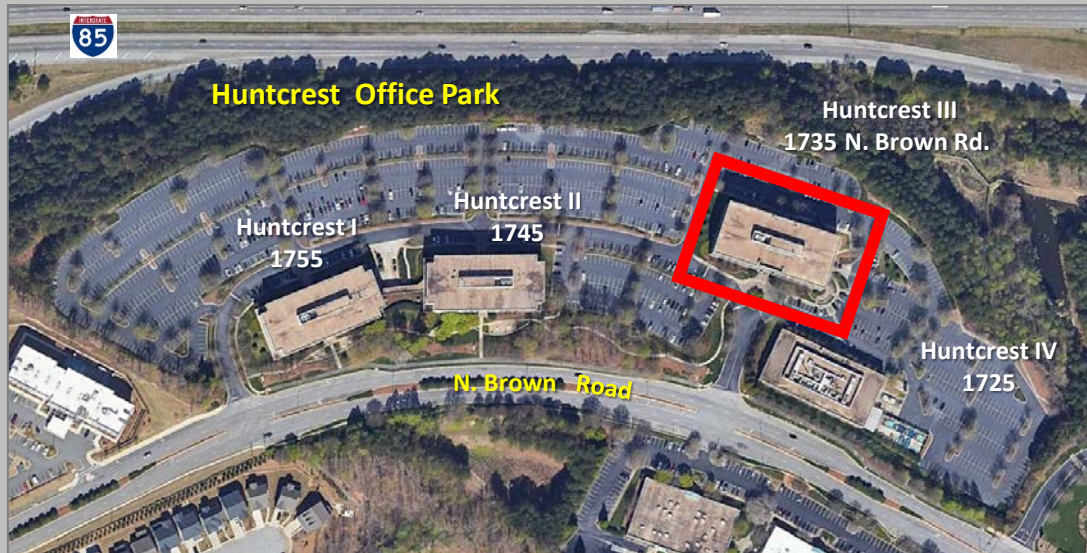 INTERSTATE
85
Huntcrest Office Park
Huntcrest III
1735 N. Brown Rd.
Huntcrest II
1745
Huntcrest I
1755
Huntcrest IV
1725
N. Brown Road